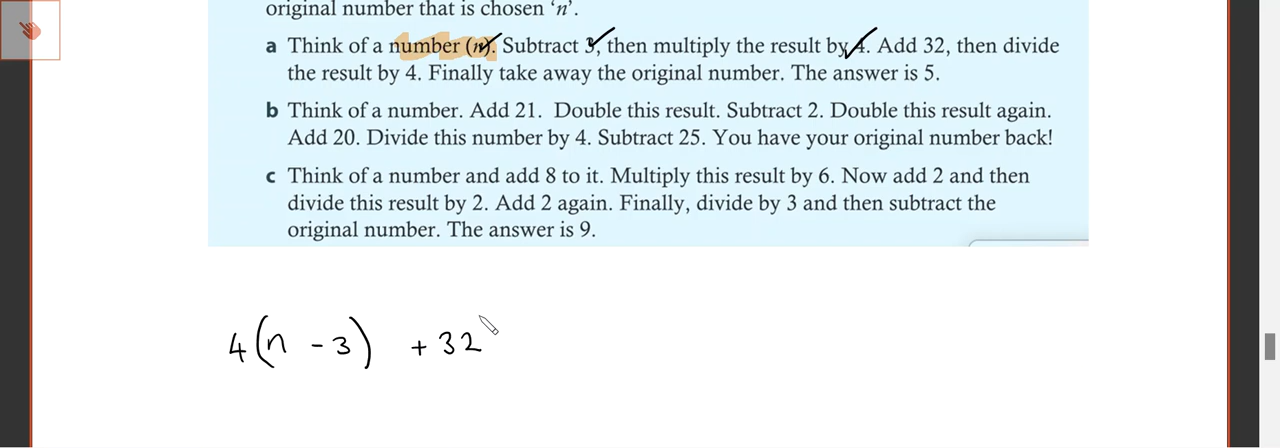 original number that is chosen ‘n’.
a Think of a number (n). Subtract 3, then multiply the result by 4. Add 32, then divide
the result by 4. Finally take away the original number. The answer is 5.
b Think of a number. Add 21. Double this result. Subtract 2. Double this result again.
Add 20. Divide this number by 4. Subtract 25. You have your original number back!
c Think of a number and add 8 to it. Multiply this result by 6. Now add 2 and then
divide this result by 2. Add 2 again. Finally, divide by 3 and then subtract the
original number. The answer is 9.
4(n - 3) + 32